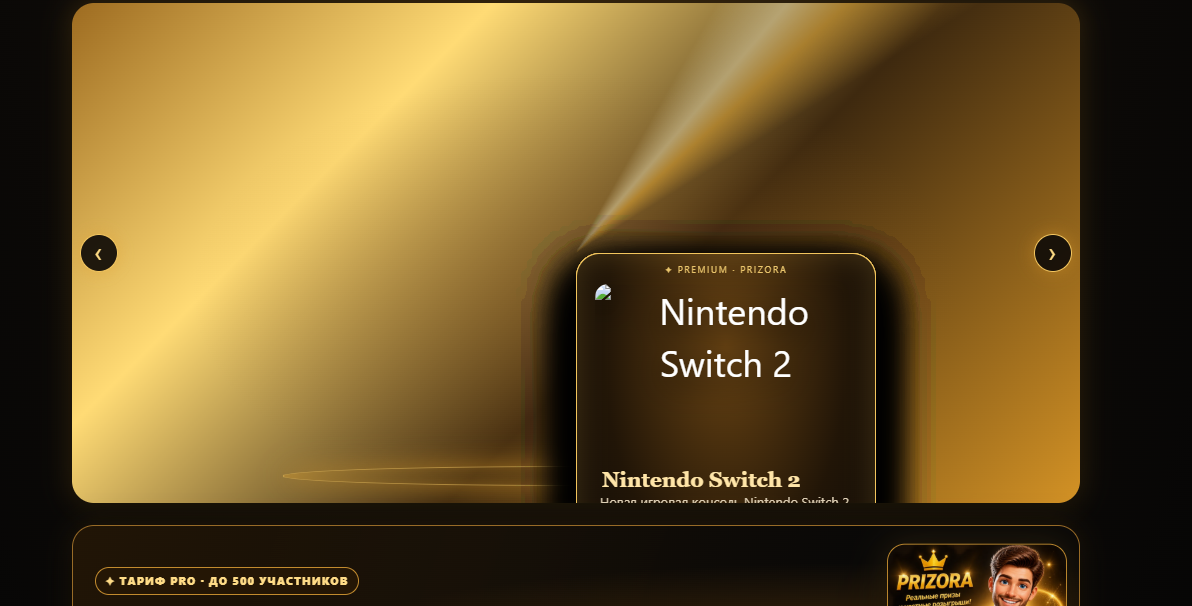 ✦ PREMIUM · PRIZORA
Nintendo
Switch 2
Nintendo Switch 2
Новая игровая консоль Nintendo Switch 2
✦ ТАРИФ PRO · ДО 500 УЧАСТНИКОВ
PRIZORA
Реальные призы
розыгрыши!